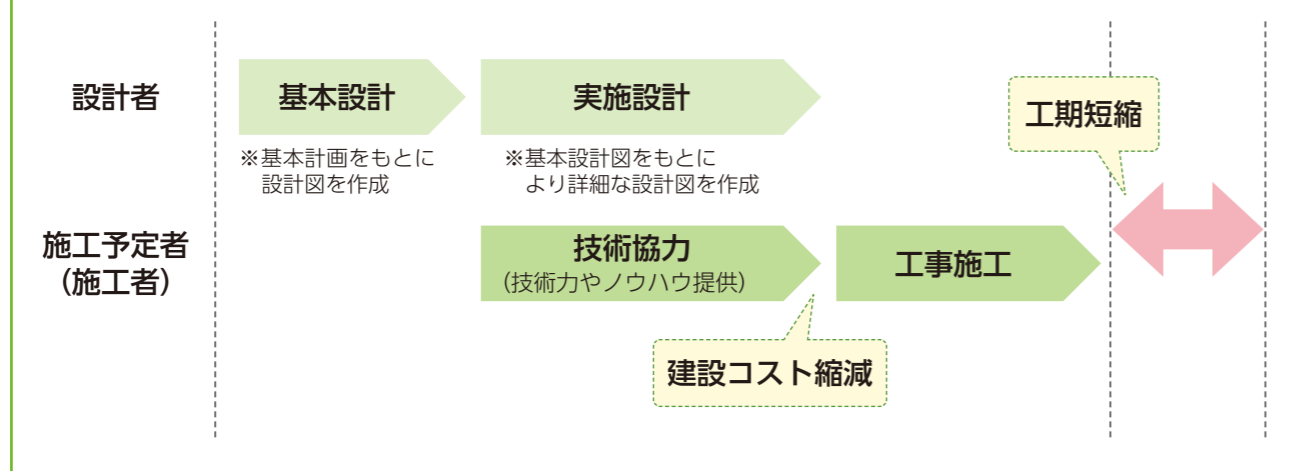 設計者
基本設計
実施設計
工期短縮
※基本計画をもとに
設計図を作成
※基本設計図をもとに
より詳細な設計図を作成
施工予定者
（施工者）
技術協力
（技術力やノウハウ提供）
工事施工
建設コスト縮減